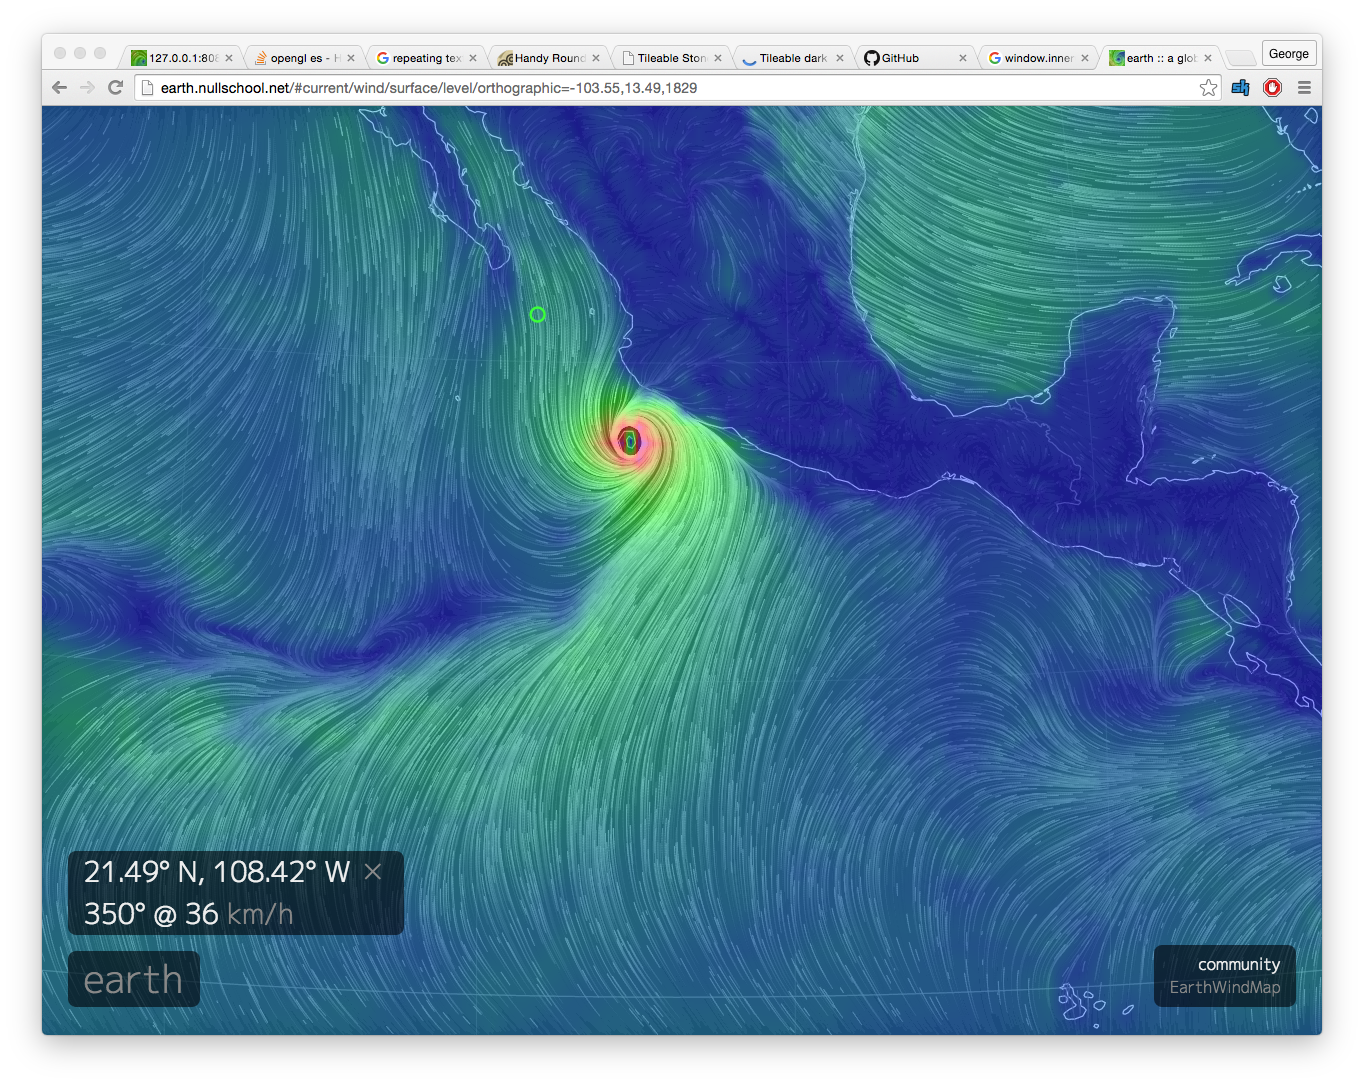 127.0.0.1:808
opengl es - H
repeating tex
Handy Round
Tileable Ston
Tileable dark
GitHub
window.inner
earth :: a glob
George
earth.nullschool.net/#current/wind/surface/level/orthographic=-103.55,13.49,1829
21.49° N, 108.42° W ×
350° @ 36 km/h
earth
community
EarthWindMap